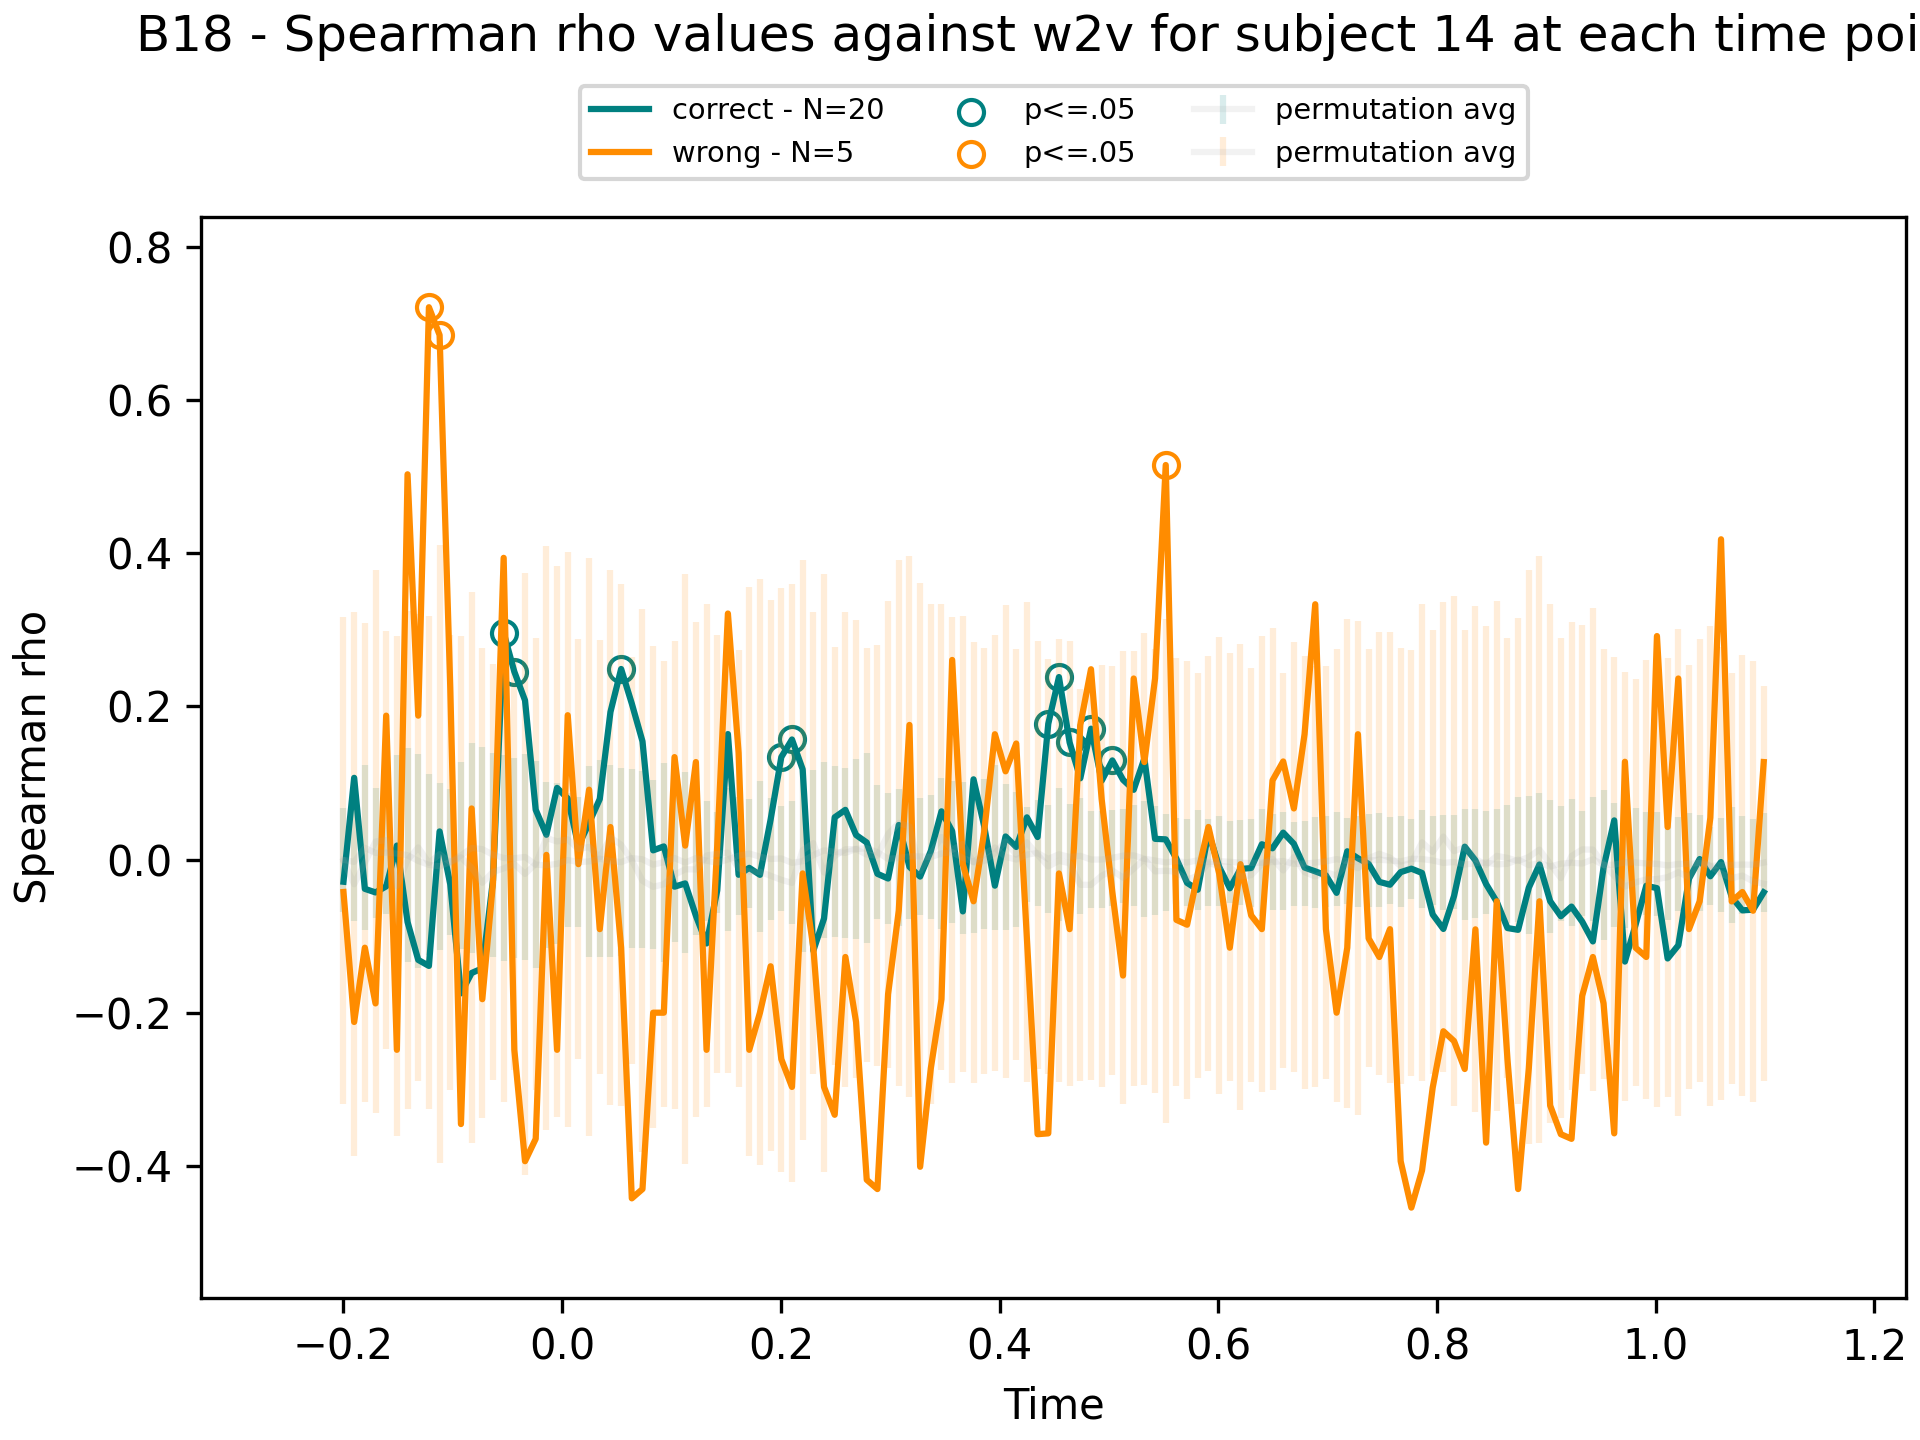 B18 - Spearman rho values against w2v for subject 14 at each time poi
correct - N=20
wrong - N=5
p<=.05
p<=.05
permutation avg
permutation avg
0.8
0.6
0.4
0.2
0.0
−0.2
−0.4
Spearman rho
−0.2 0.0 0.2 0.4 0.6 0.8 1.0 1.2
Time